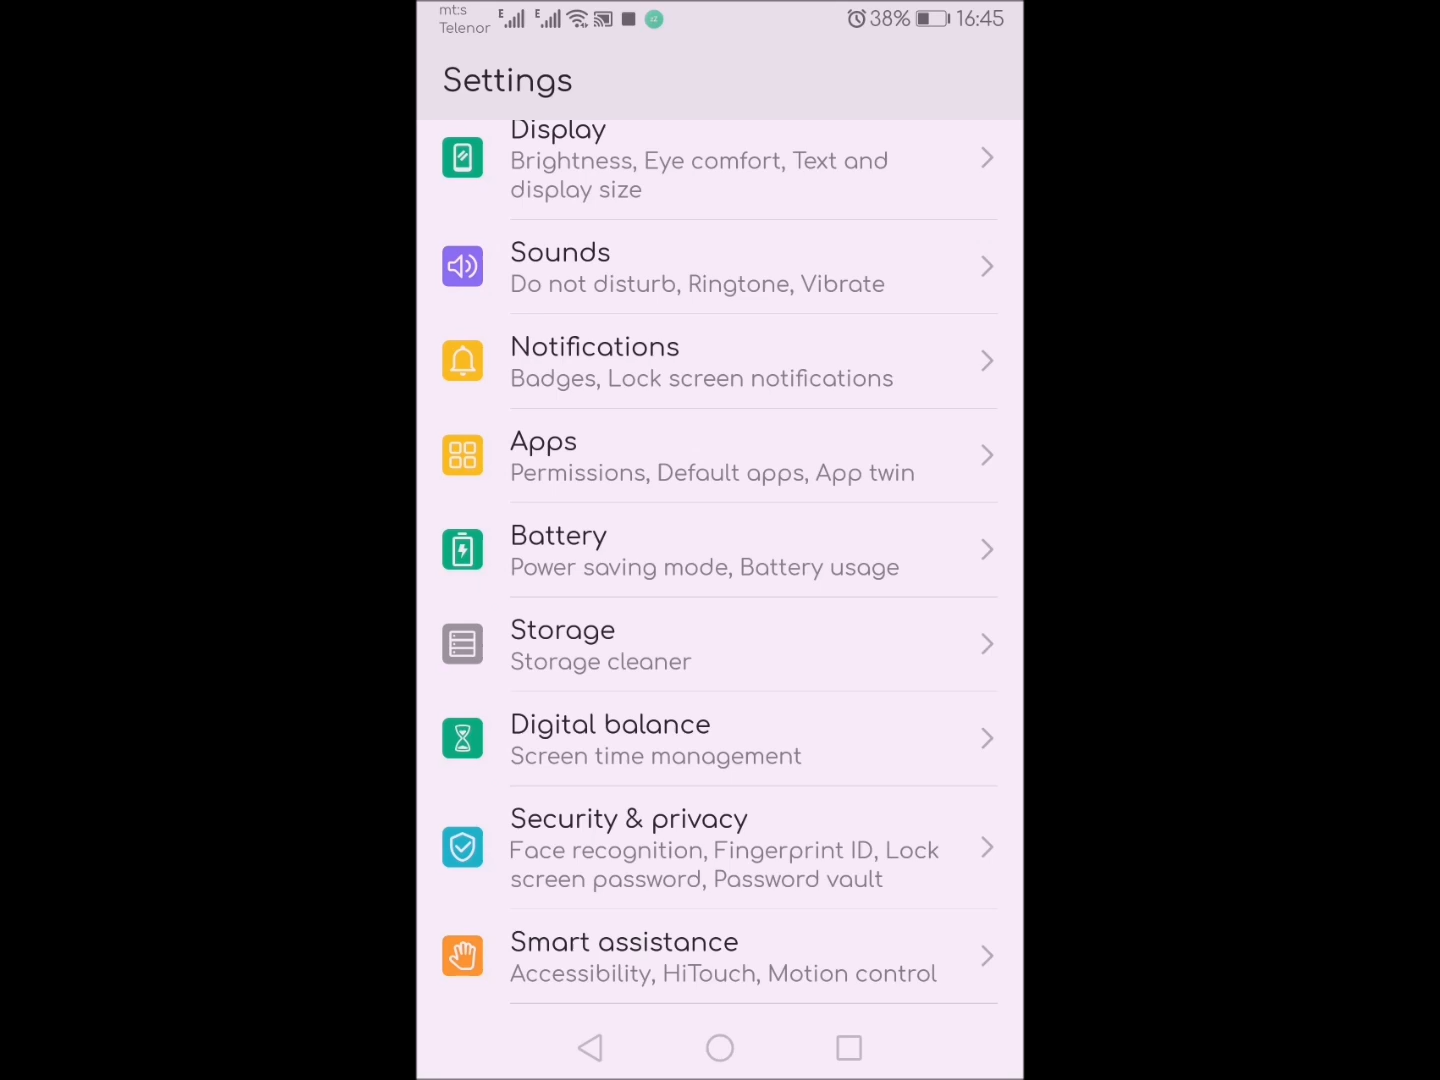 mt:s
Telenor
E E 38% 16:45
Settings
Display
Brightness, Eye comfort, Text and
display size
Sounds
Do not disturb, Ringtone, Vibrate
Notifications
Badges, Lock screen notifications
Apps
Permissions, Default apps, App twin
Battery
Power saving mode, Battery usage
Storage
Storage cleaner
Digital balance
Screen time management
Security & privacy
Face recognition, Fingerprint ID, Lock
screen password, Password vault
Smart assistance
Accessibility, HiTouch, Motion control